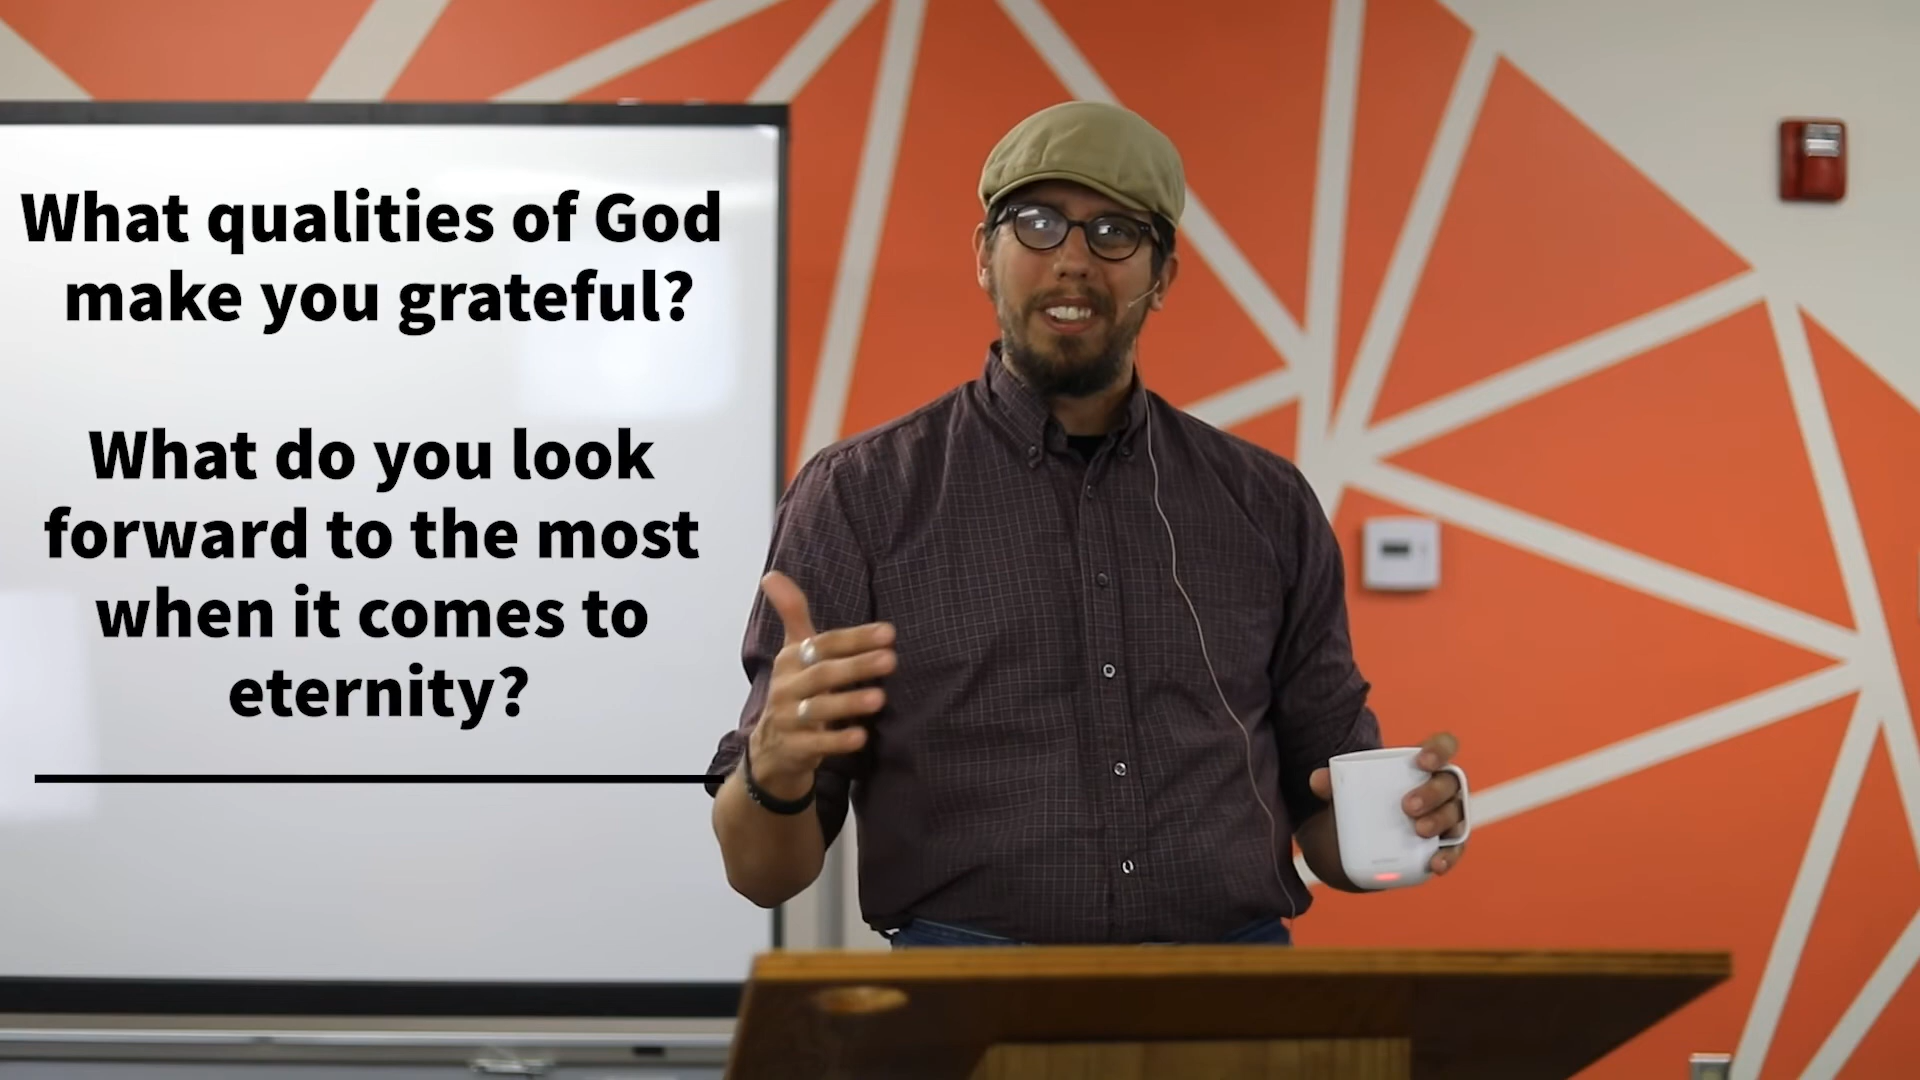 What qualities of God
make you grateful?
What do you look
forward to the most
when it comes to
eternity?